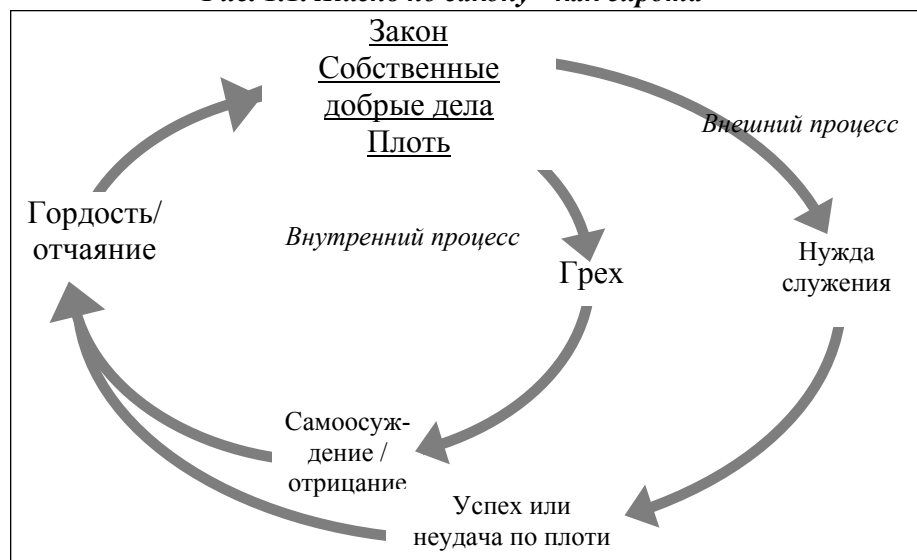 Закон
Собственные
добрые дела
Плоть
Внешний процесс
Гордость/
отчаяние
Внутренний процесс
Грех
Нужда
служения
Самоосуж-
дение /
отрицание
Успех или
неудача по плоти